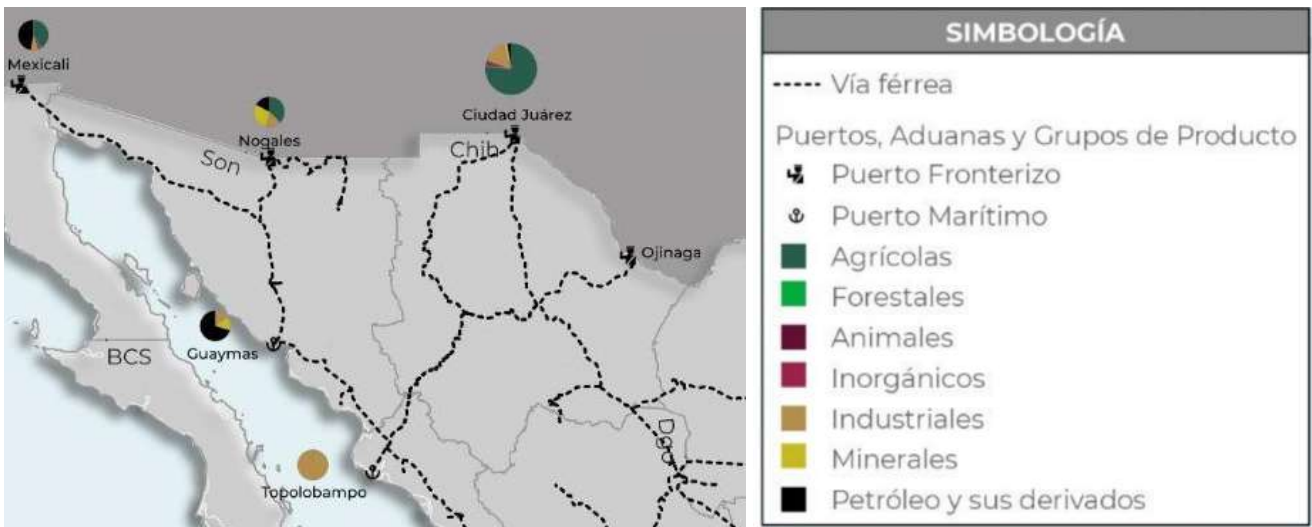 Mexicali
Nogales
Son
Ciudad Juárez
Chih
Ojinaga
Guaymas
BCS
Topolobampo
Dgo
SIMBOLOGÍA
Vía férrea
Puertos, Aduanas y Grupos de Producto
Puerto Fronterizo
Puerto Marítimo
Agrícolas
Forestales
Animales
Inorgánicos
Industriales
Minerales
Petróleo y sus derivados